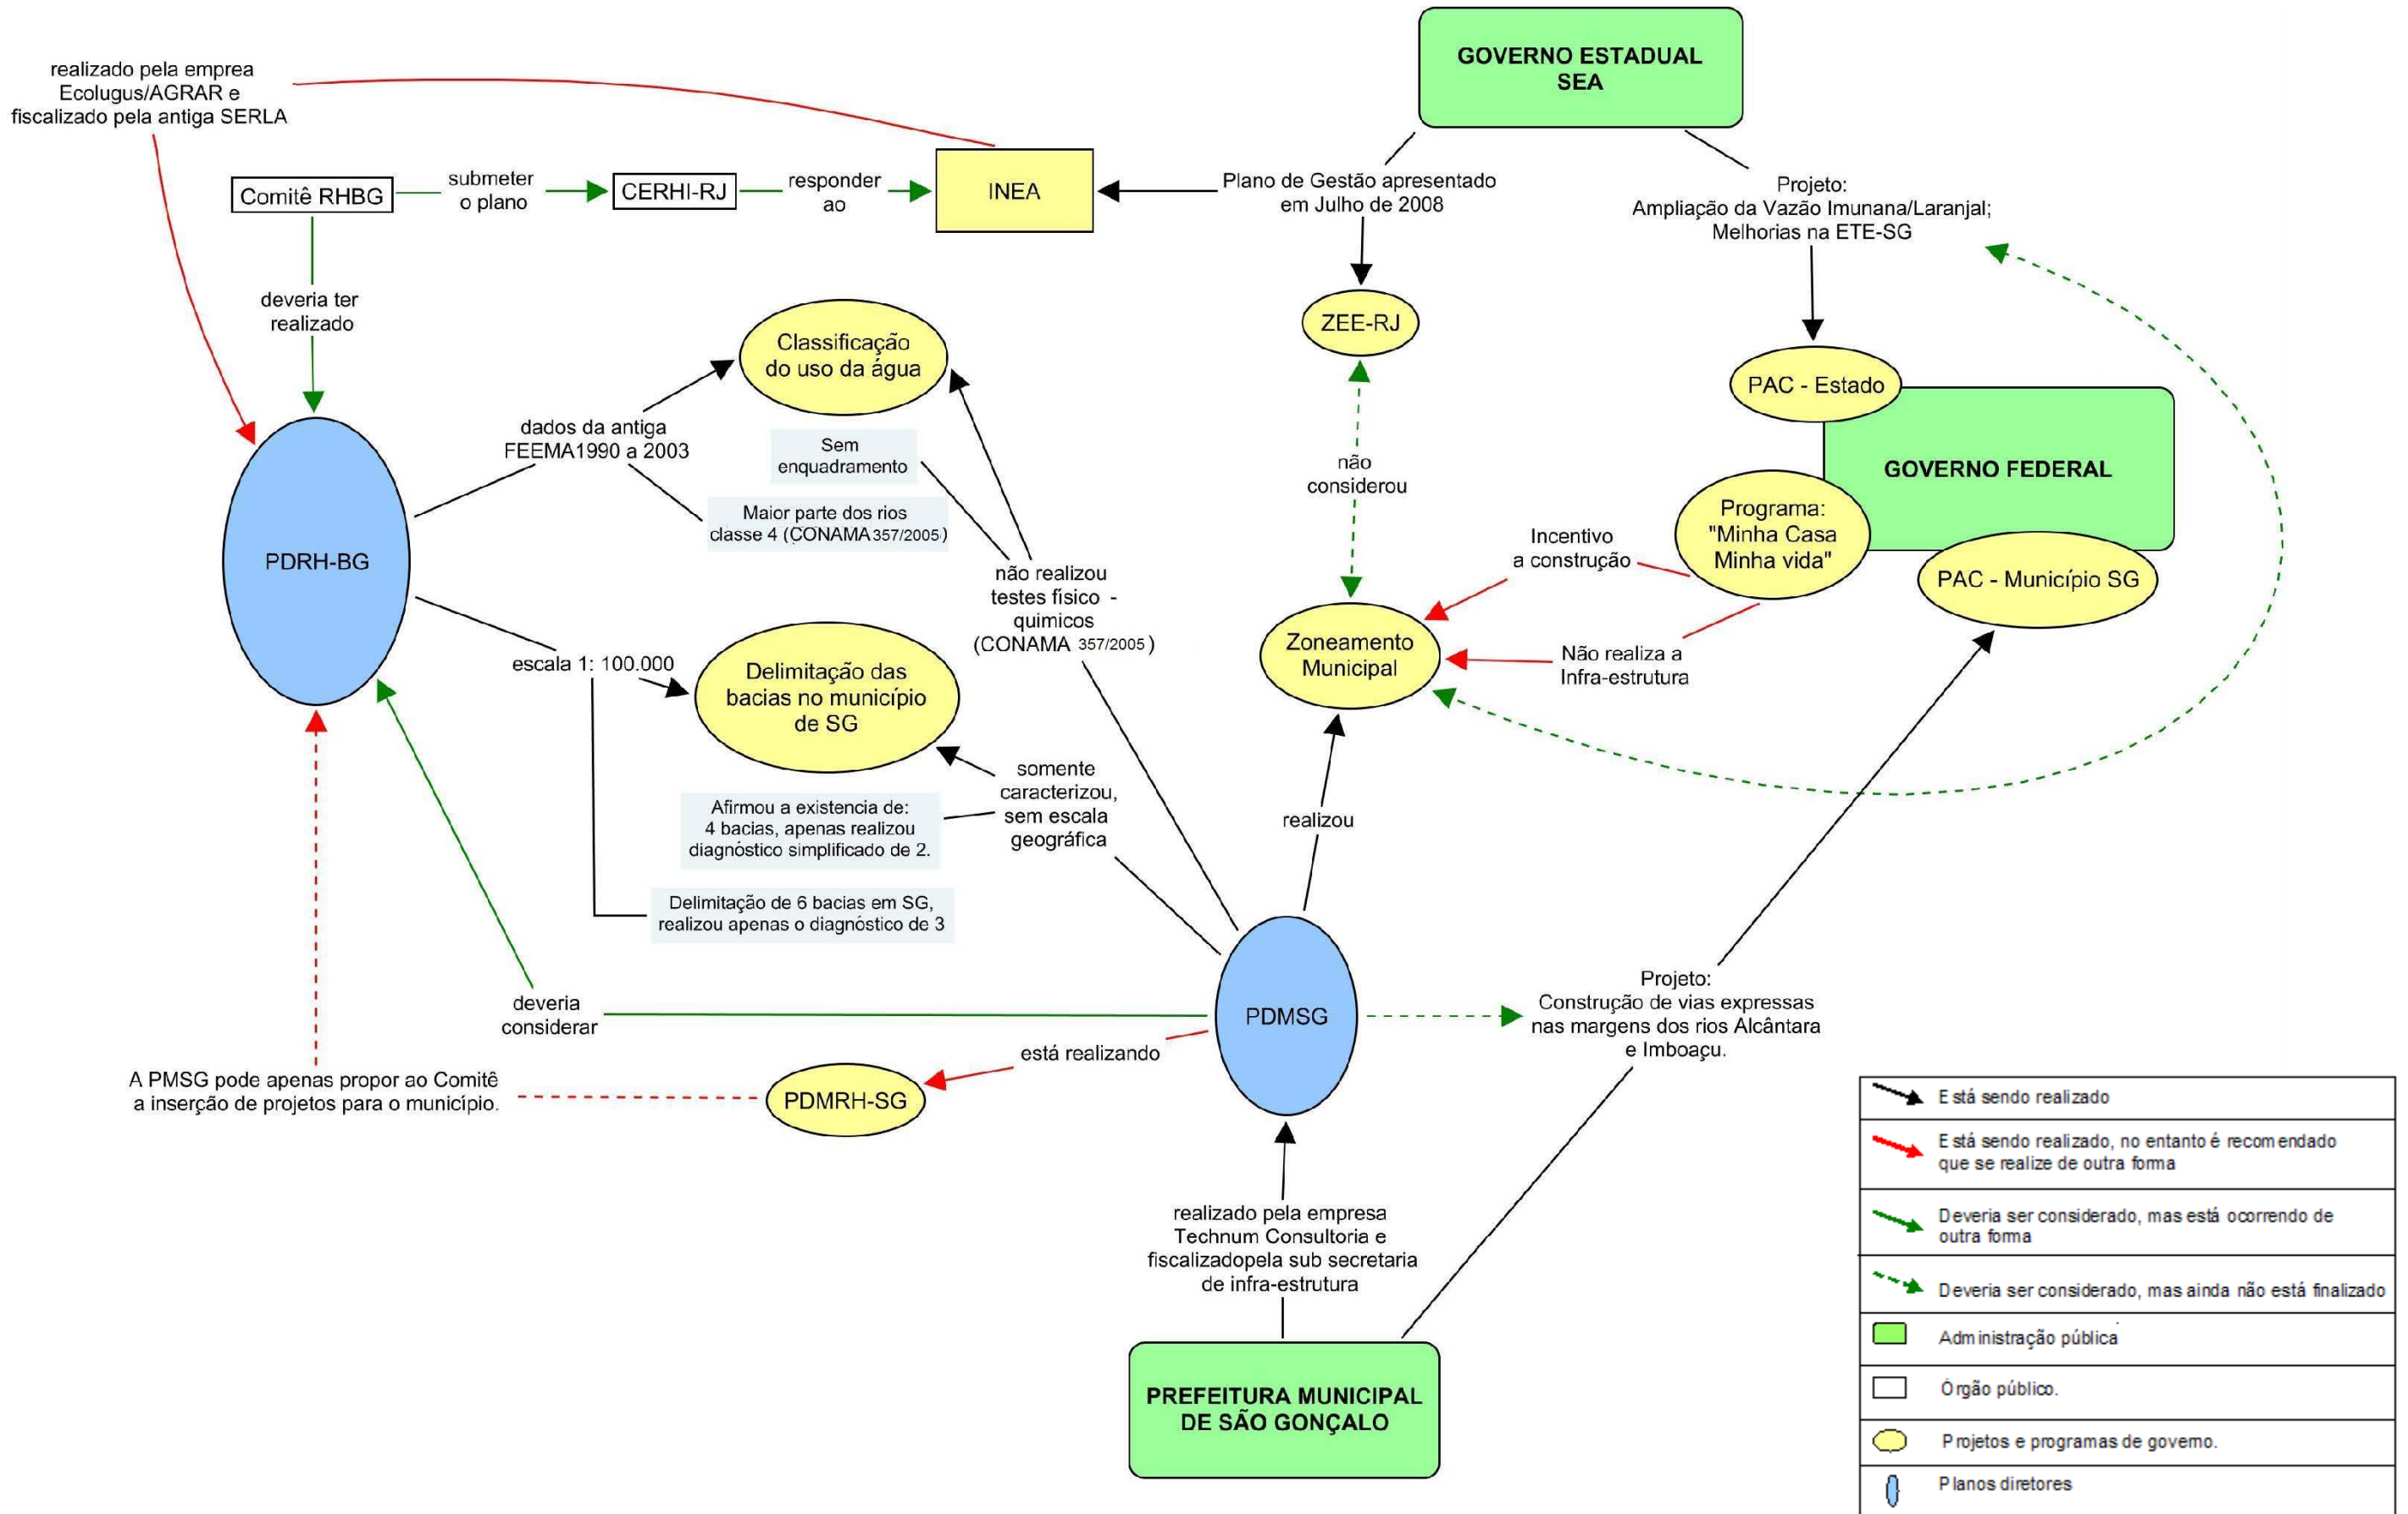 GOVERNO ESTADUAL
SEA
realizado pela emprea
Ecolugus/AGRAR e
fiscalizado pela antiga SERLA
Comitê RHBG
submeter
o plano
CERHI-RJ
responder
ao
INEA
Plano de Gestão apresentado
em Julho de 2008
Projeto:
Ampliação da Vazão Imunana/Laranjal;
Melhorias na ETE-SG
deveria ter
realizado
ZEE-RJ
Classificação
do uso da água
PAC - Estado
dados da antiga
FEEMA1990 a 2003
Sem
enquadramento
não
considerou
GOVERNO FEDERAL
Maior parte dos rios
classe 4 (CONAMA 357/2005)
Programa:
"Minha Casa
Minha vida"
Incentivo
a construção
PDRH-BG
não realizou
testes físico -
quimicos
(CONAMA 357/2005)
PAC - Município SG
escala 1: 100.000
Delimitação das
bacias no município
de SG
Zoneamento
Municipal
Não realiza a
Infra-estrutura
somente
caracterizou,
sem escala
geográfica
Afirmou a existencia de:
4 bacias, apenas realizou
diagnóstico simplificado de 2.
realizou
Delimitação de 6 bacias em SG,
realizou apenas o diagnóstico de 3
deveria
considerar
PDMSG
Projeto:
Construção de vias expressas
nas margens dos rios Alcântara
e Imboaçu.
está realizando
A PMSG pode apenas propor ao Comitê
a inserção de projetos para o município.
PDMRH-SG
realizado pela empresa
Technum Consultoria e
fiscalizadopela sub secretaria
de infra-estrutura
PREFEITURA MUNICIPAL
DE SÃO GONÇALO
Está sendo realizado
Está sendo realizado, no entanto é recomendado
que se realize de outra forma
Deveria ser considerado, mas está ocorrendo de
outra forma
Deveria ser considerado, mas ainda não está finalizado
Administração pública
Órgão público.
Projetos e programas de governo.
Planos diretores